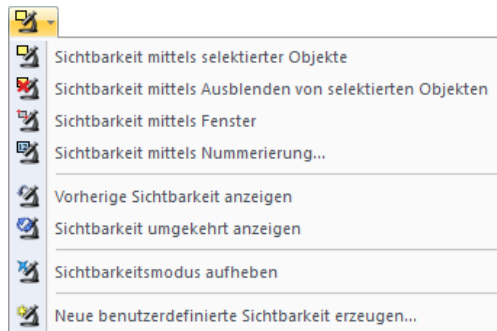 Sichtbarkeit mittels selektierter Objekte
Sichtbarkeit mittels Ausblenden von selektierten Objekten
Sichtbarkeit mittels Fenster
Sichtbarkeit mittels Nummerierung...
Vorherige Sichtbarkeit anzeigen
Sichtbarkeit umgekehrt anzeigen
Sichtbarkeitsmodus aufheben
Neue benutzerdefinierte Sichtbarkeit erzeugen...